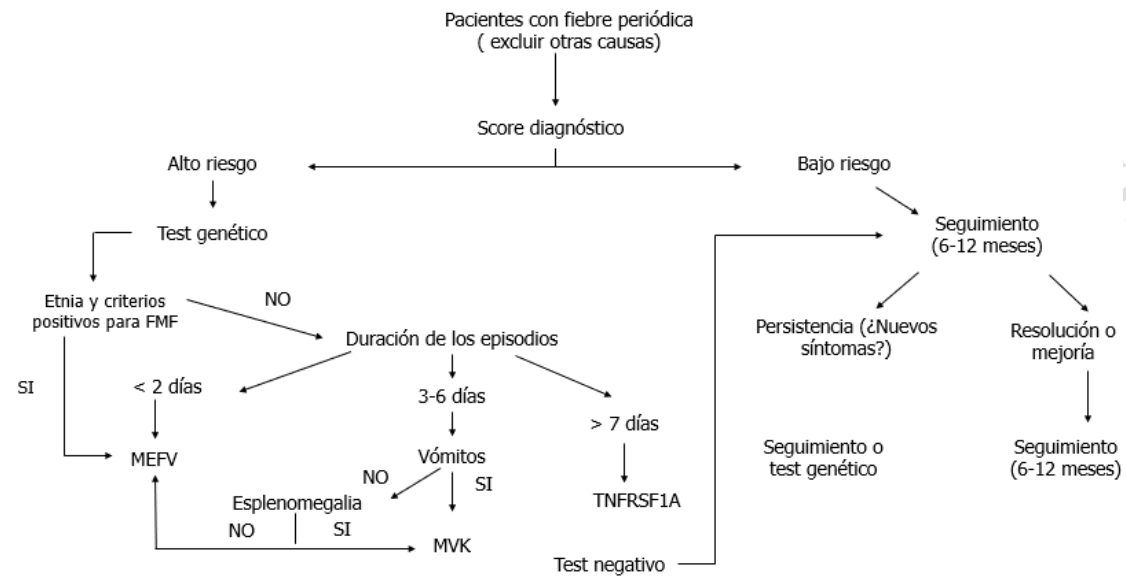 Pacientes con fiebre periódica
( excluir otras causas)
Score diagnóstico
Alto riesgo
Bajo riesgo
Test genético
Seguimiento
(6-12 meses)
Etnia y criterios
positivos para FMF
NO
Duración de los episodios
Persistencia (¿Nuevos
síntomas?)
Resolución o
mejoría
SI
< 2 días
3-6 días
> 7 días
MEFV
Vómitos
Seguimiento o
test genético
Seguimiento
(6-12 meses)
NO
SI
Esplenomegalia
TNFRSF1A
NO
SI
MVK
Test negativo